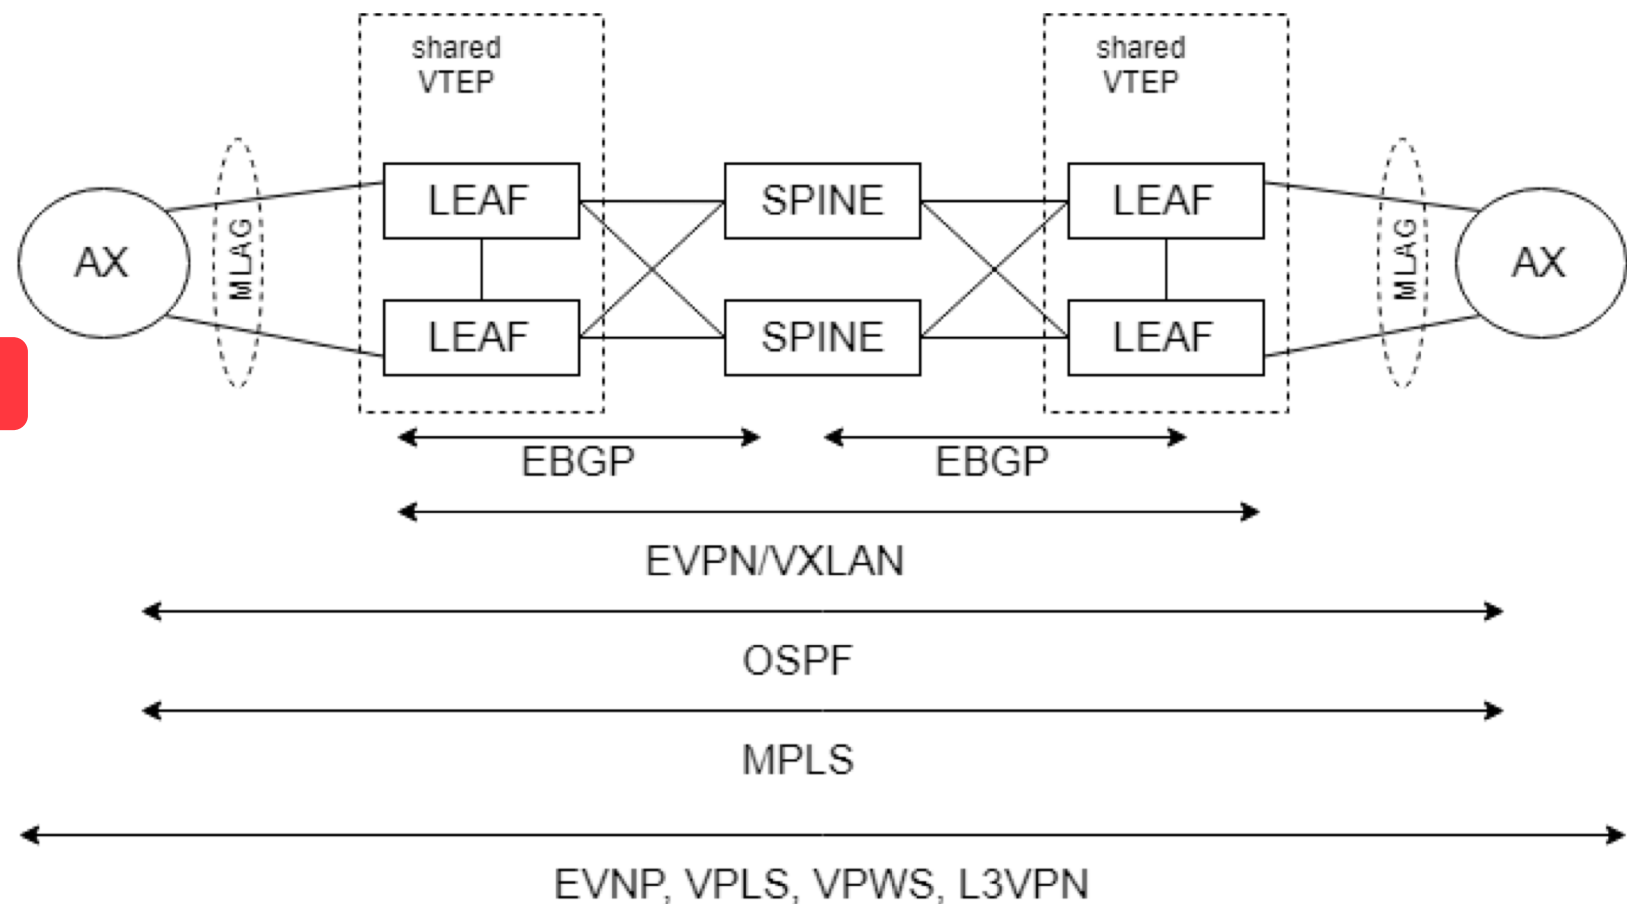 shared
VTEP
shared
VTEP
LEAF
SPINE
LEAF
AX
MLAG
MLAG
AX
LEAF
SPINE
LEAF
EBGP
EBGP
EVPN/VXLAN
OSPF
MPLS
EVNP, VPLS, VPWS, L3VPN